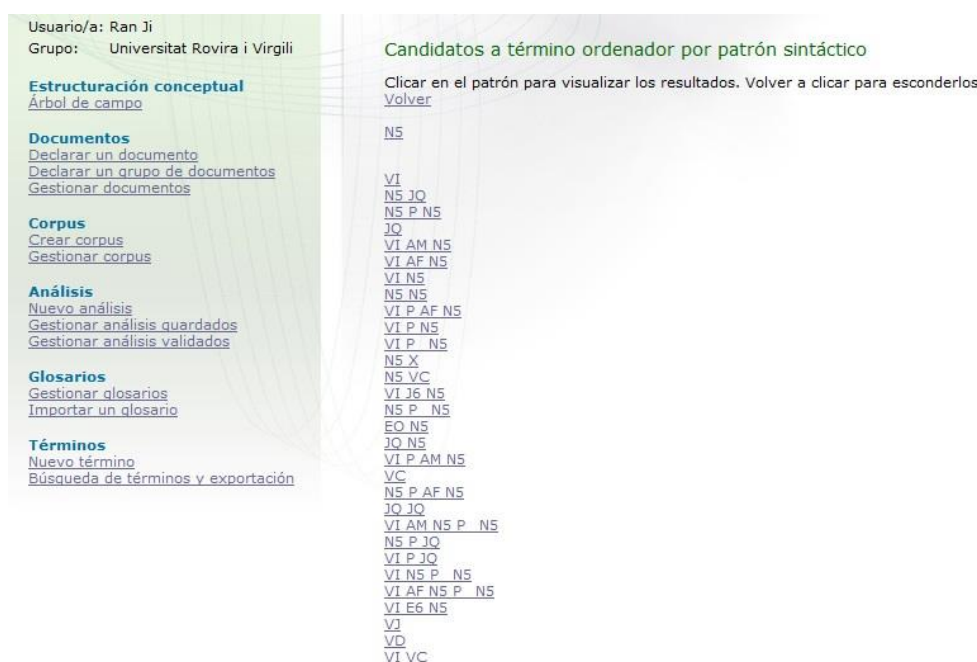 Usuario/a: Ran Ji
Grupo: Universitat Rovira i Virgili
Estructuración conceptual
Árbol de campo
Documentos
Declarar un documento
Declarar un grupo de documentos
Gestionar documentos
Corpus
Crear corpus
Gestionar corpus
Análisis
Nuevo análisis
Gestionar análisis guardados
Gestionar análisis validados
Glosarios
Gestionar glosarios
Importar un glosario
Términos
Nuevo término
Búsqueda de términos y exportación
Candidatos a término ordenador por patrón sintáctico
Clicar en el patrón para visualizar los resultados. Volver a clicar para esconderlos
Volver
N5
VI
N5 JQ
N5 P N5
JQ
VI AM N5
VI AF N5
VI N5
N5 N5
VI P AF N5
VI P N5
VI P_ N5
N5 X
N5 VC
VI J6 N5
N5 P_ N5
EO N5
JQ N5
VI P AM N5
VC
N5 P AF N5
JQ JQ
VI AM N5 P_ N5
N5 P JQ
VI P JQ
VI N5 P_ N5
VI AF N5 P_ N5
VI E6 N5
VJ
VD
VI VC